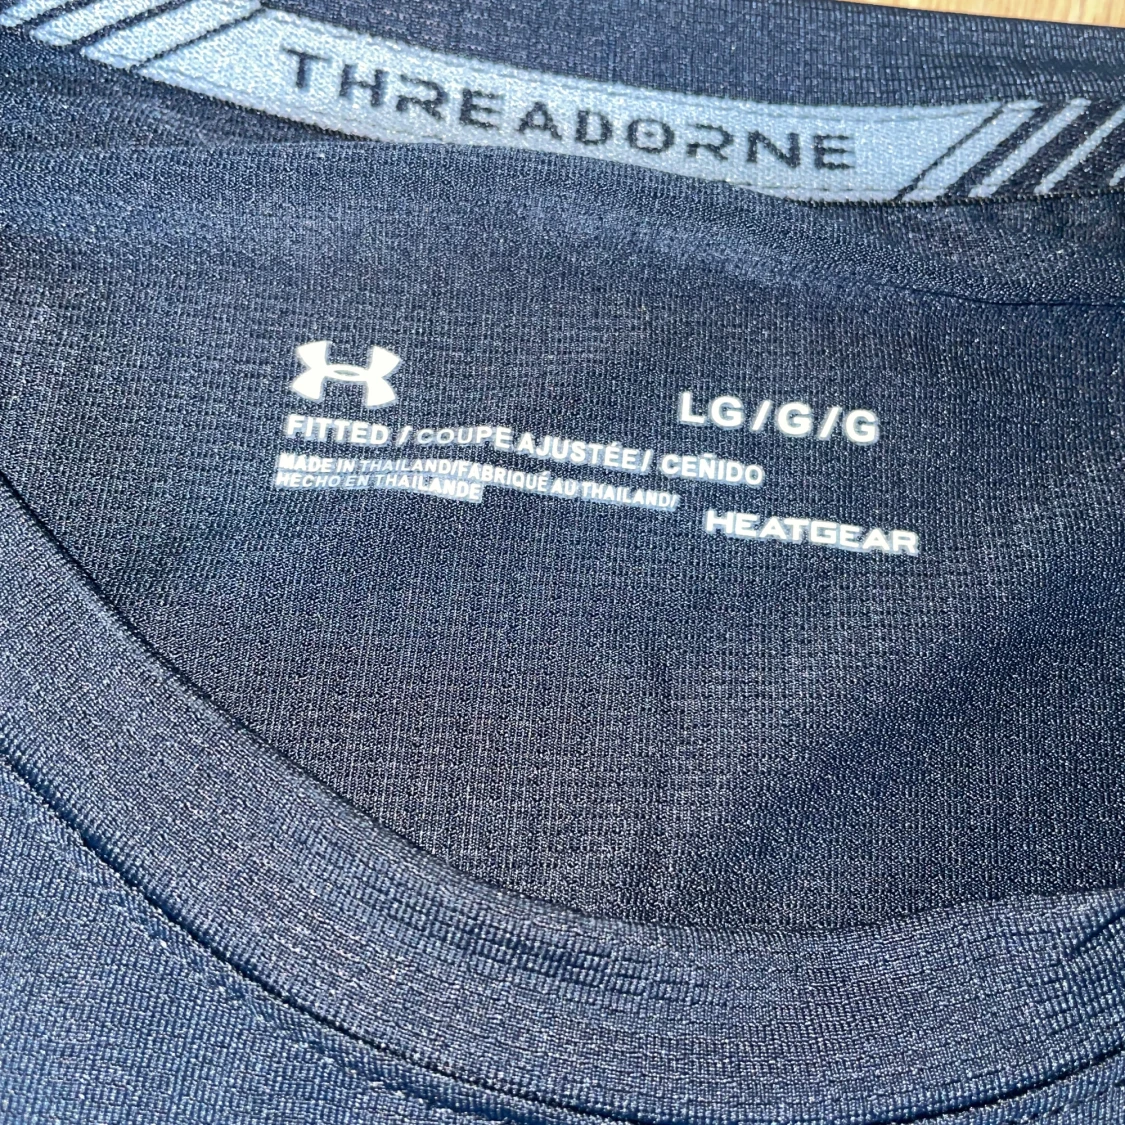 THREADORNE
LG/G/G
FITTED / COUPE AJUSTÉE / CEÑIDO
MADE IN THAILAND/FABRIQUÉ AU THAILAND/
HECHO EN THAILANDE
HEATGEAR